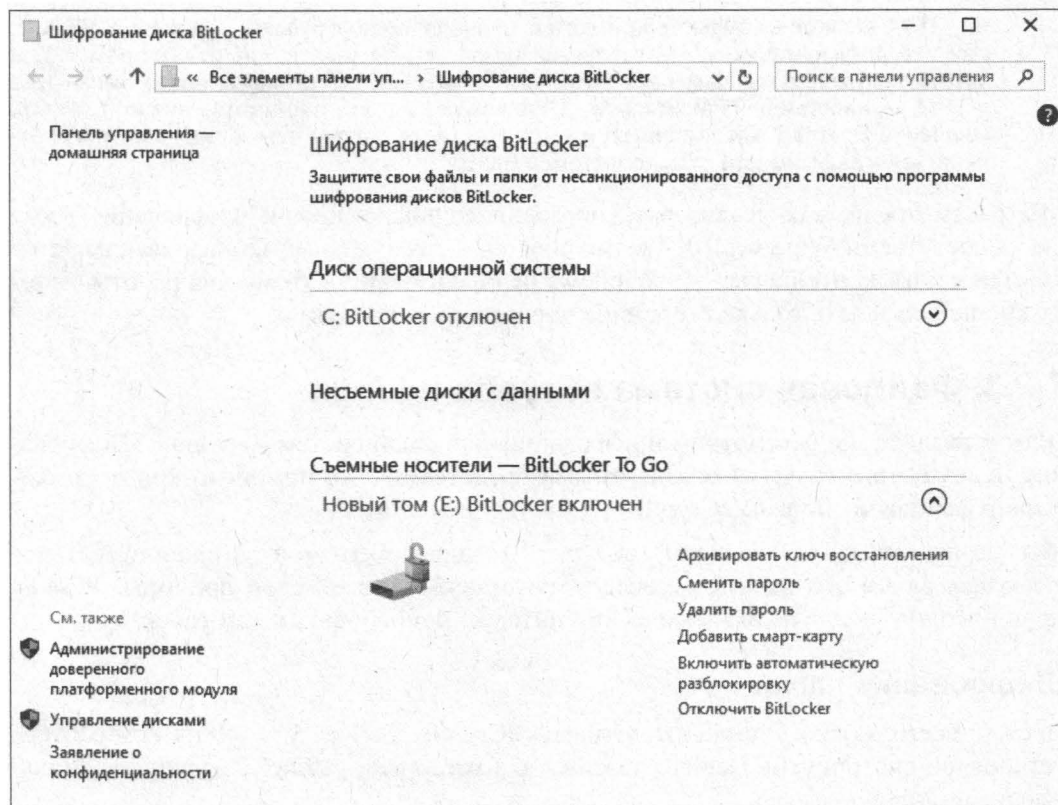 Шифрование диска BitLocker
« Все элементы панели уп... Шифрование диска BitLocker
Поиск в панели управления
Панель управления —
домашняя страница
Шифрование диска BitLocker
Защитите свои файлы и папки от несанкционированного доступа с помощью программы
шифрования дисков BitLocker.
Диск операционной системы
C: BitLocker отключен
Несъемные диски с данными
Съемные носители — BitLocker To Go
Новый том (E:) BitLocker включен
Архивировать ключ восстановления
Сменить пароль
Удалить пароль
Добавить смарт-карту
Включить автоматическую
разблокировку
Отключить BitLocker
См. также
Администрирование
доверенного
платформенного модуля
Управление дисками
Заявление о
конфиденциальности